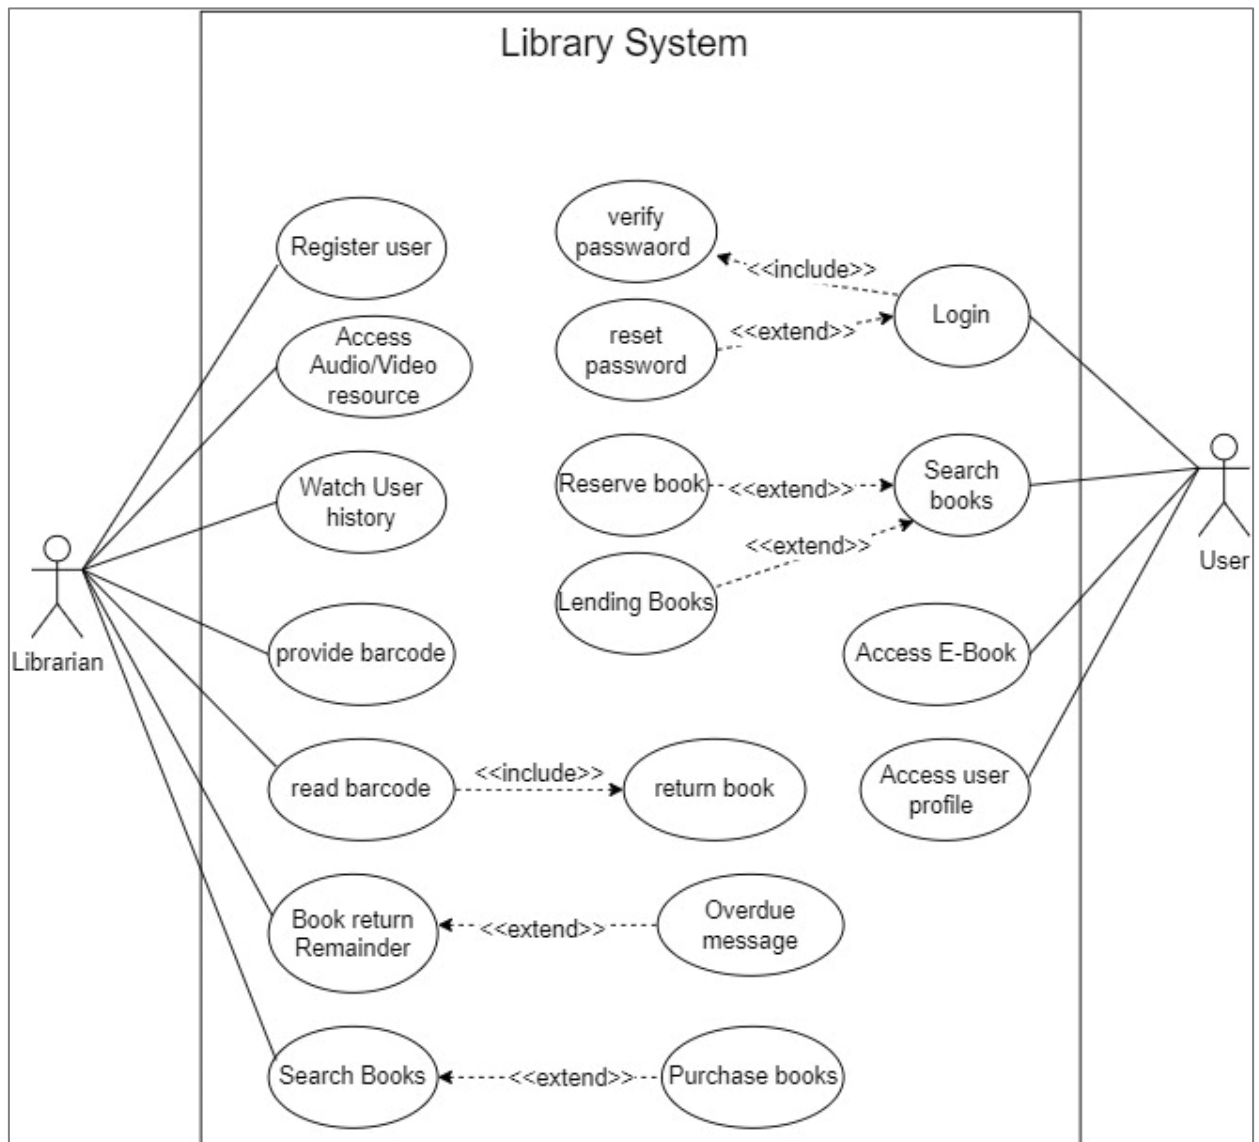 Library System
verify
passwaord
Register user
<<include>>
Login
Access
Audio/Video
resource
reset
password
<<extend>>
Watch User
history
Reserve book
<<extend>>
Search
books
<<extend>>
Lending Books
Librarian
User
provide barcode
Access E-Book
read barcode
<<include>>
return book
Access user
profile
Book return
Remainder
<<extend>>
Overdue
message
Search Books
<<extend>>
Purchase books